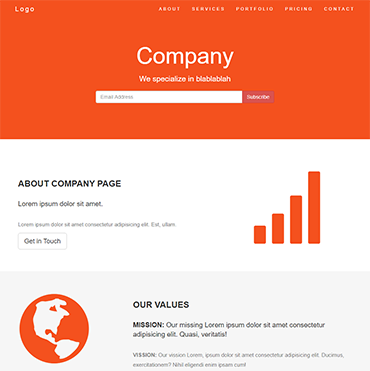 Logo
ABOUT SERVICES PORTFOLIO PRICING CONTACT
Company
We specialize in blablablah
Email Address
Subscribe
ABOUT COMPANY PAGE
Lorem ipsum dolor sit amet.
Lorem ipsum dolor sit amet consectetur adipisicing elit. Est, ullam.
Get in Touch
OUR VALUES
MISSION: Our missing Lorem ipsum dolor sit amet consectetur
adipisicing elit. Quasi, veritatis!
VISSION: Our vission Lorem, ipsum dolor sit amet consectetur adipisicing elit. Ducimus,
exercitationem? Nihil eligendi enim ipsam cum!